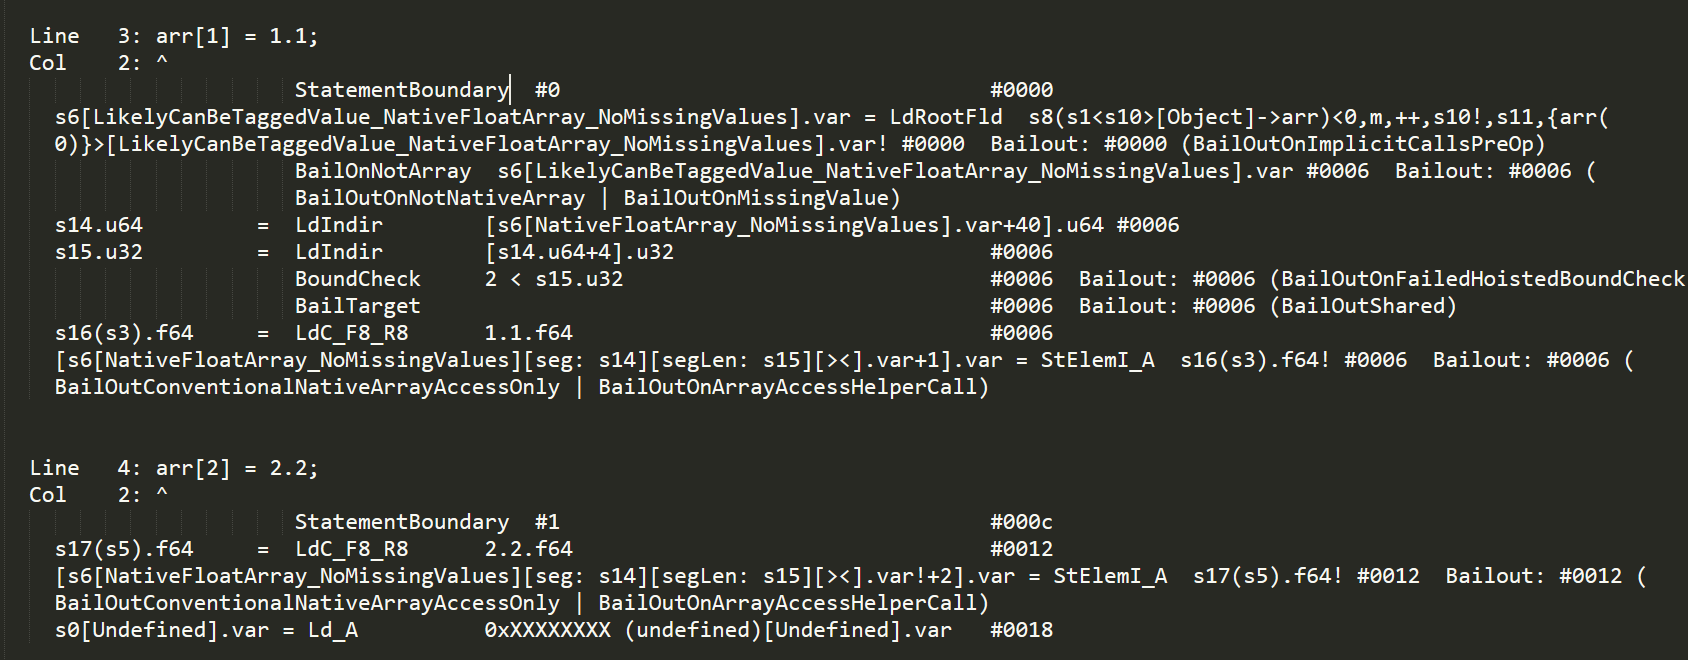 Line   3: arr[1] = 1.1;
Col    2: ^
StatementBoundary  #0                                  #0000
s6[LikelyCanBeTaggedValue_NativeFloatArray_NoMissingValues].var = LdRootFld  s8(s1<s10>[Object]->arr)<0,m,++,s10!,s11,{arr(
0)}>[LikelyCanBeTaggedValue_NativeFloatArray_NoMissingValues].var! #0000  Bailout: #0000 (BailOutOnImplicitCallsPreOp)
BailOnNotArray  s6[LikelyCanBeTaggedValue_NativeFloatArray_NoMissingValues].var #0006  Bailout: #0006 (
BailOutOnNotNativeArray | BailOutOnMissingValue)
s14.u64         =  LdIndir        [s6[NativeFloatArray_NoMissingValues].var+40].u64 #0006
s15.u32         =  LdIndir        [s14.u64+4].u32                         #0006
BoundCheck     2 < s15.u32                             #0006  Bailout: #0006 (BailOutOnFailedHoistedBoundCheck
BailTarget                                             #0006  Bailout: #0006 (BailOutShared)
s16(s3).f64     =  LdC_F8_R8      1.1.f64                                 #0006
[s6[NativeFloatArray_NoMissingValues][seg: s14][segLen: s15][><].var+1].var = StElemI_A  s16(s3).f64! #0006  Bailout: #0006 (
BailOutConventionalNativeArrayAccessOnly | BailOutOnArrayAccessHelperCall)
Line   4: arr[2] = 2.2;
Col    2: ^
StatementBoundary  #1                                  #000c
s17(s5).f64     =  LdC_F8_R8      2.2.f64                                 #0012
[s6[NativeFloatArray_NoMissingValues][seg: s14][segLen: s15][><].var!+2].var = StElemI_A  s17(s5).f64! #0012  Bailout: #0012 (
BailOutConventionalNativeArrayAccessOnly | BailOutOnArrayAccessHelperCall)
s0[Undefined].var = Ld_A          0xXXXXXXXX (undefined)[Undefined].var   #0018